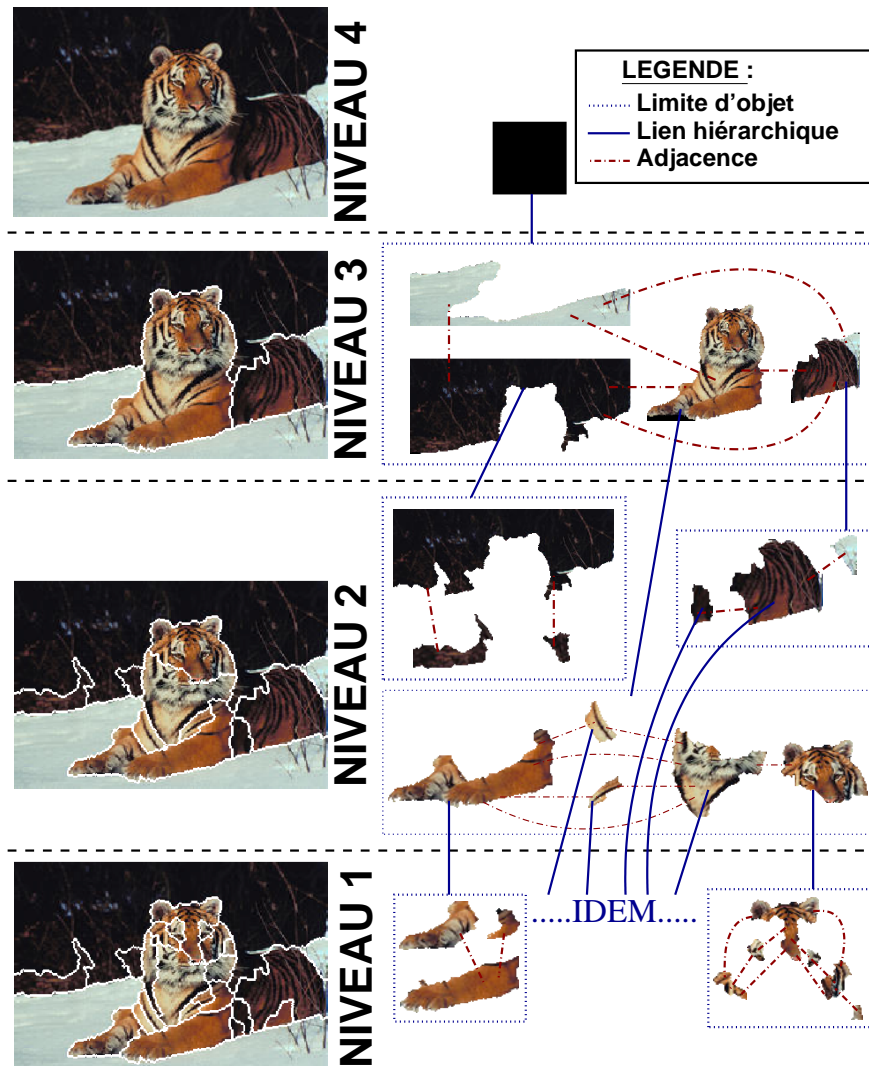 NIVEAU 4
LEGENDE :
Limite d'objet
Lien hiérarchique
Adjacence
NIVEAU 3
NIVEAU 2
NIVEAU 1
.....IDEM.....